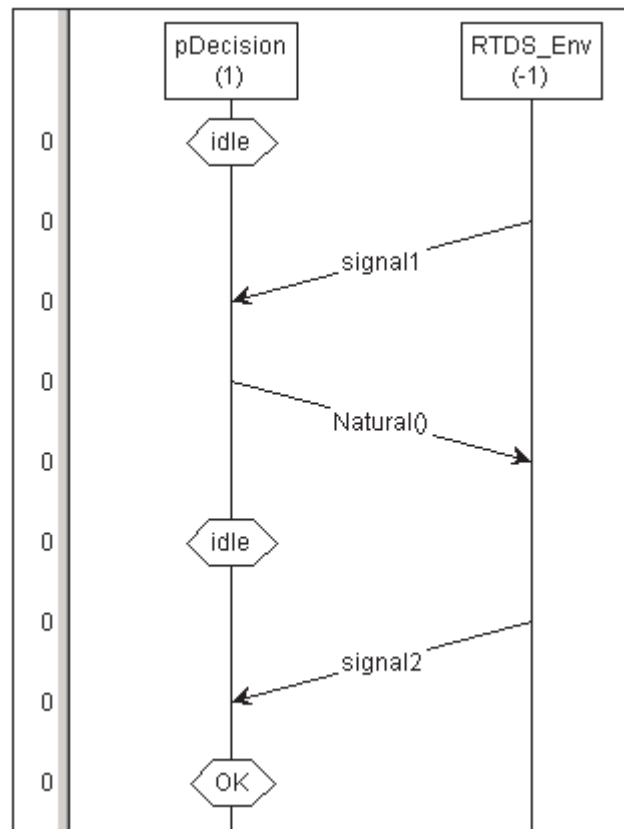 pDecision RTDS_Env
(1) (-1)
0 idle
0
signal1
0
0
Natural()
0
0 idle
0
signal2
0
0 OK